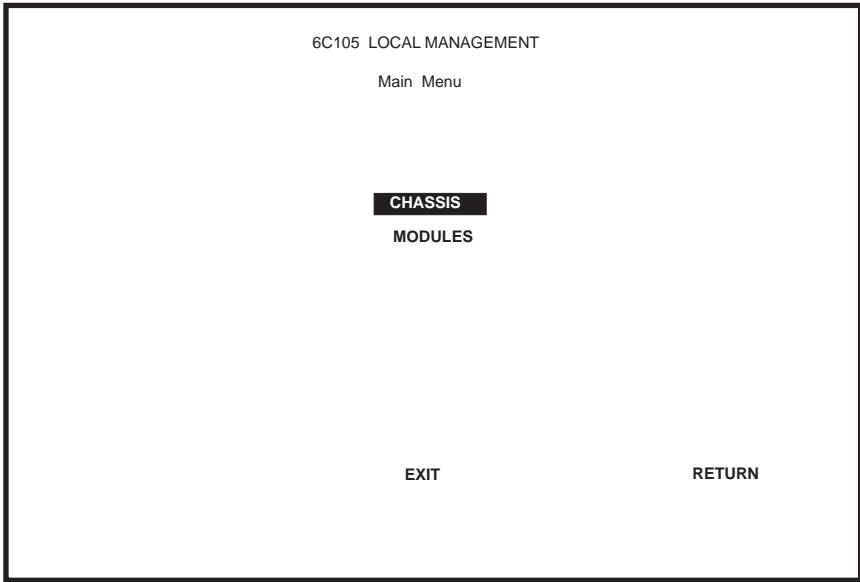 6C105 LOCAL MANAGEMENT
Main Menu
CHASSIS
MODULES
EXIT RETURN